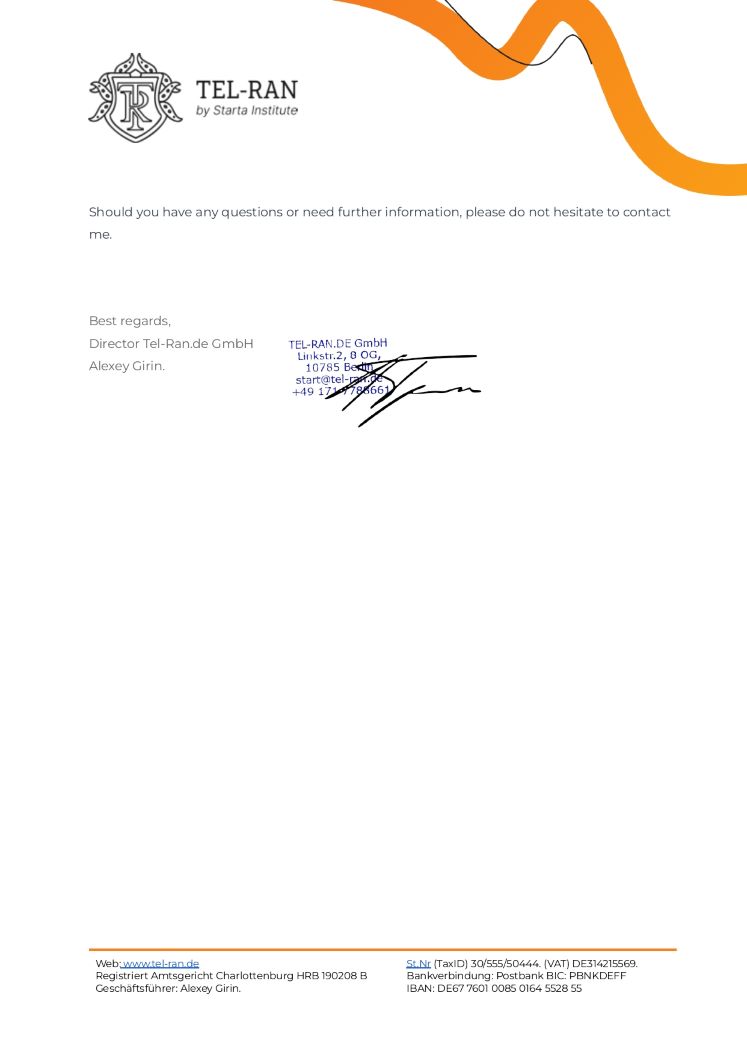 TEL-RAN
by Starta Institute
Should you have any questions or need further information, please do not hesitate to contact
me.
Best regards,
Director Tel-Ran.de GmbH
Alexey Girin.
TEL-RAN.DE GmbH
Linkstr.2, 8 OG,
10785 Berlin
start@tel-ran.de
+49 171 7788661
Web: www.tel-ran.de
Registriert Amtsgericht Charlottenburg HRB 190208 B
Geschäftsführer: Alexey Girin.
St.Nr (TaxID) 30/555/50444. (VAT) DE314215569.
Bankverbindung: Postbank BIC: PBNKDEFF
IBAN: DE67 7601 0085 0164 5528 55